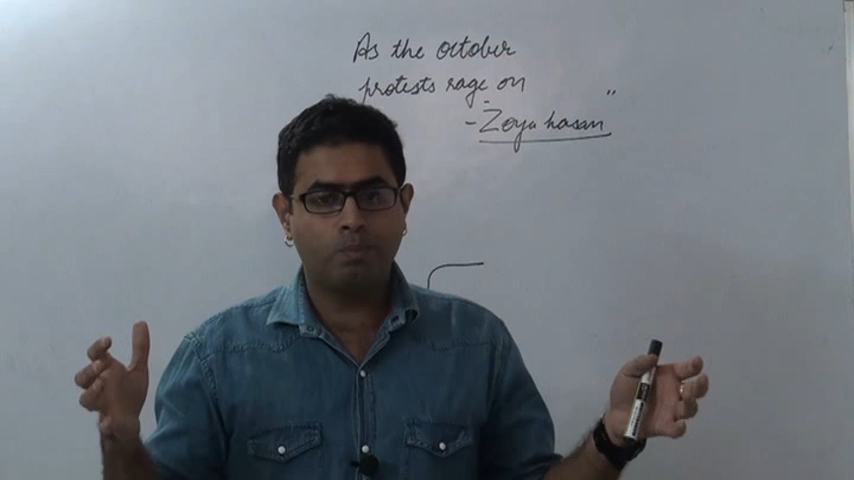 As the October
protests rage on "
- Zoya hasan